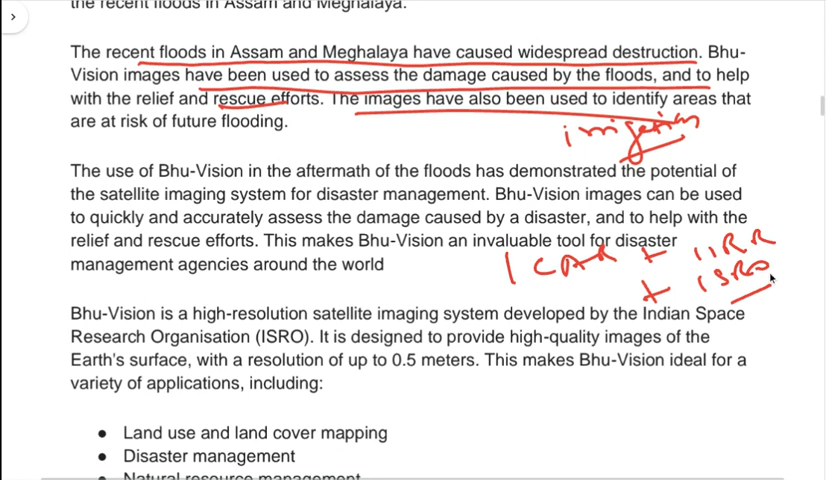 the recent floods in Assam and Meghalaya.
The recent floods in Assam and Meghalaya have caused widespread destruction. Bhu-
Vision images have been used to assess the damage caused by the floods, and to help
with the relief and rescue efforts. The images have also been used to identify areas that
are at risk of future flooding.
irrigation
The use of Bhu-Vision in the aftermath of the floods has demonstrated the potential of
the satellite imaging system for disaster management. Bhu-Vision images can be used
to quickly and accurately assess the damage caused by a disaster, and to help with the
relief and rescue efforts. This makes Bhu-Vision an invaluable tool for disaster
management agencies around the world
ICAR + IIRR
+ ISRO
Bhu-Vision is a high-resolution satellite imaging system developed by the Indian Space
Research Organisation (ISRO). It is designed to provide high-quality images of the
Earth's surface, with a resolution of up to 0.5 meters. This makes Bhu-Vision ideal for a
variety of applications, including:
● Land use and land cover mapping
● Disaster management
● Natural resource management